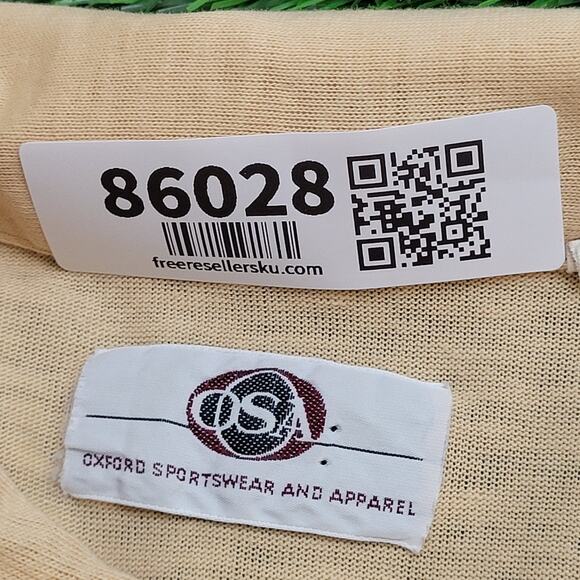 86028
freeresellersku.com
OSA
OXFORD SPORTSWEAR AND APPAREL